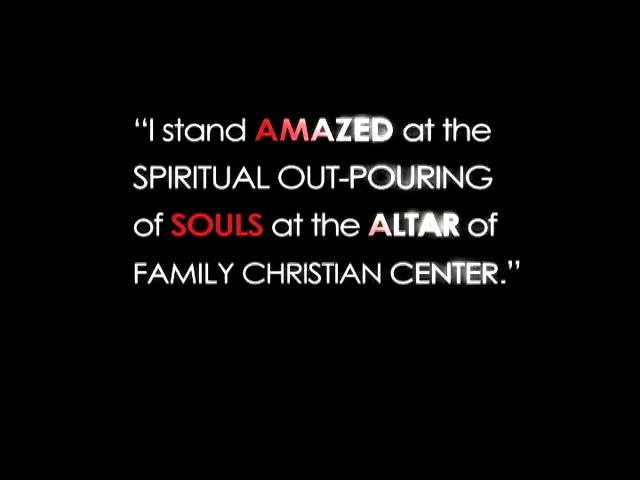 “I stand AMAZED at the
SPIRITUAL OUT-POURING
of SOULS at the ALTAR of
FAMILY CHRISTIAN CENTER.”